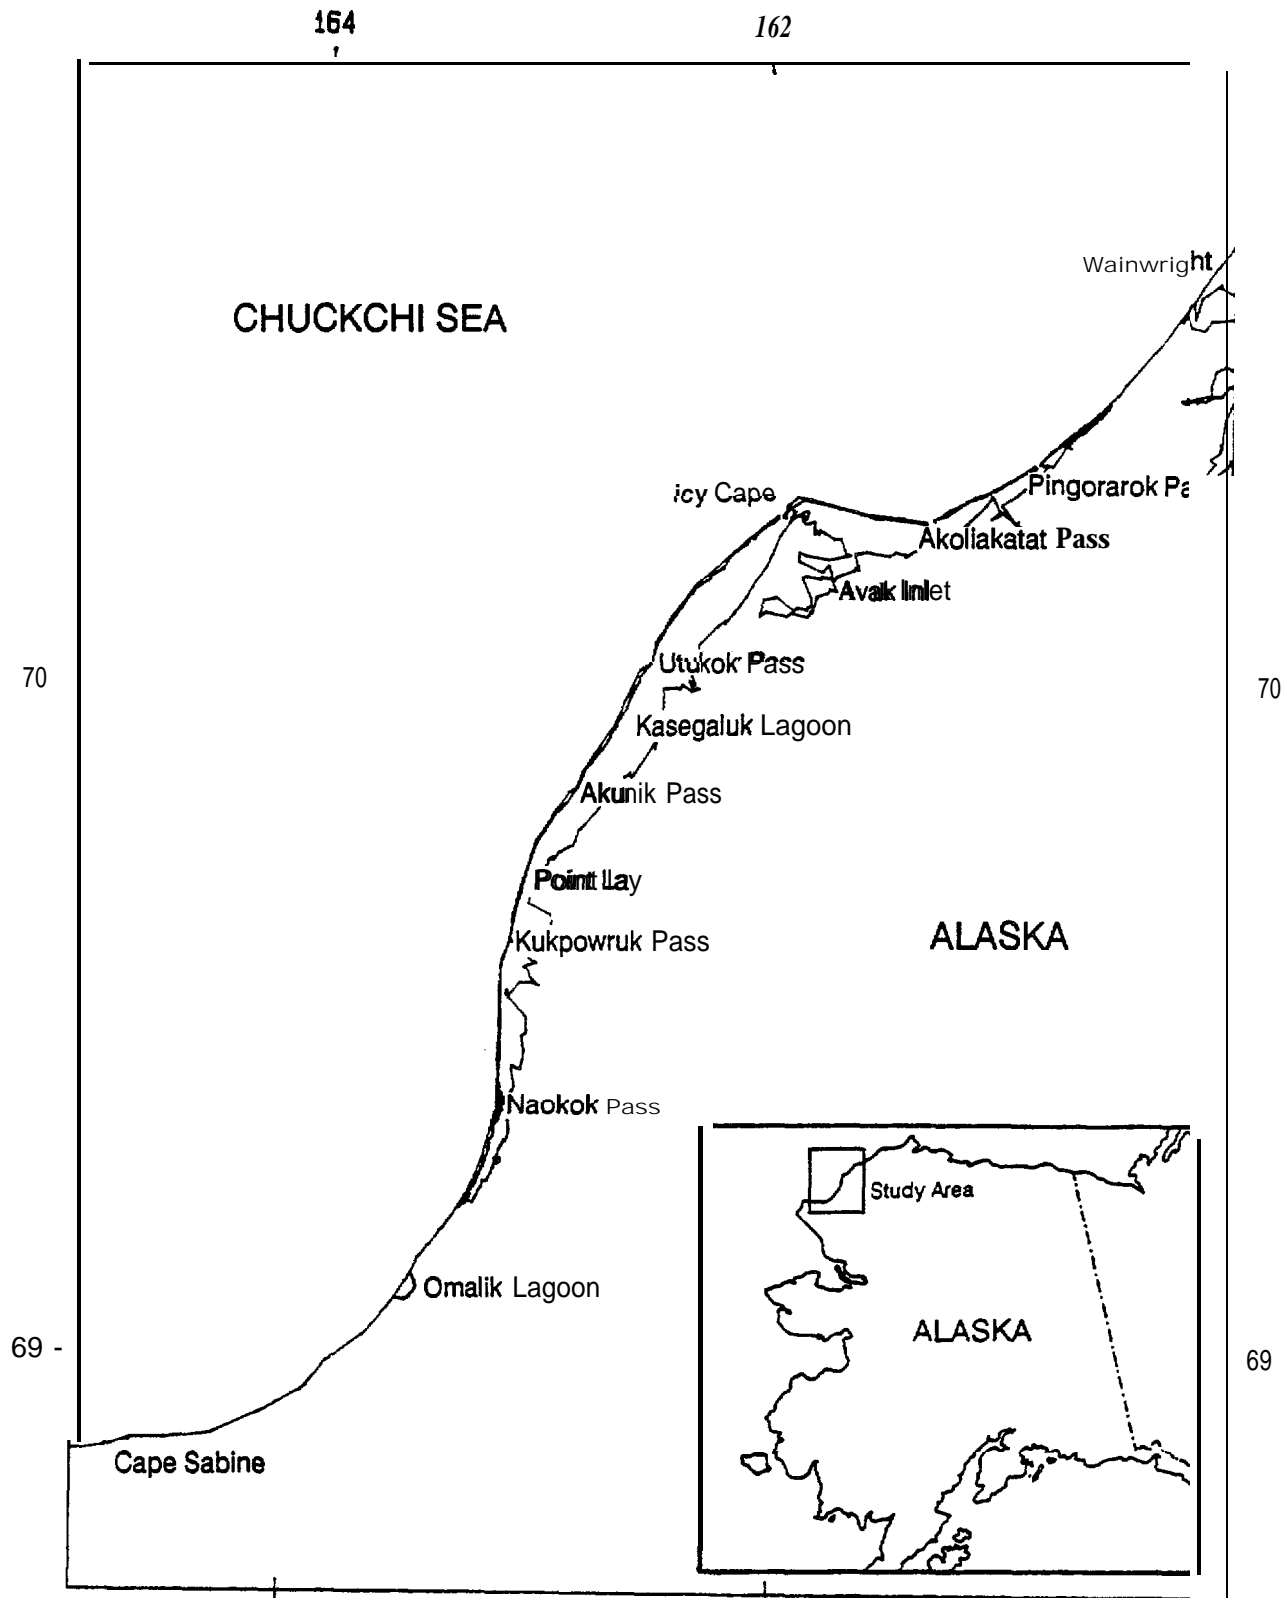 164 162
Wainwright
CHUCKCHI SEA
icy Cape
Pingorarok Pa
Akoliakatat Pass
Avak Inlet
Utukok Pass
70 70
Kasegaluk Lagoon
Akunik Pass
Point Lay
Kukpowruk Pass
ALASKA
Naokok Pass
Study Area
Omalik Lagoon
ALASKA
69 - 69
Cape Sabine